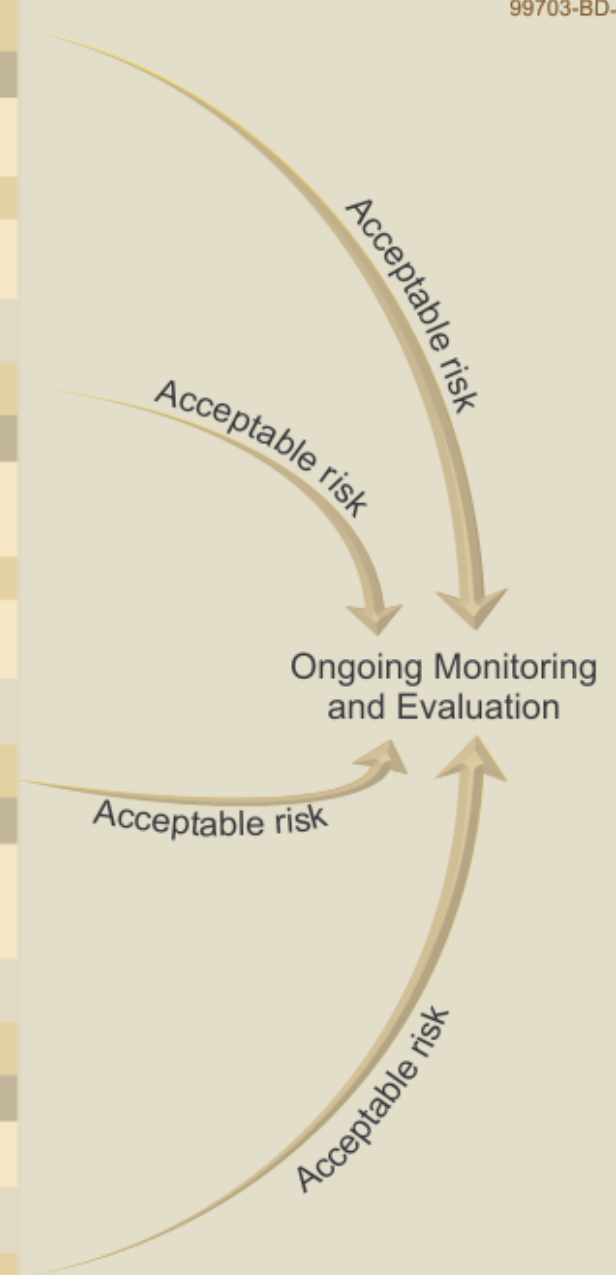 99703-BD-
Acceptable risk
Acceptable risk
Ongoing Monitoring
and Evaluation
Acceptable risk
Acceptable risk